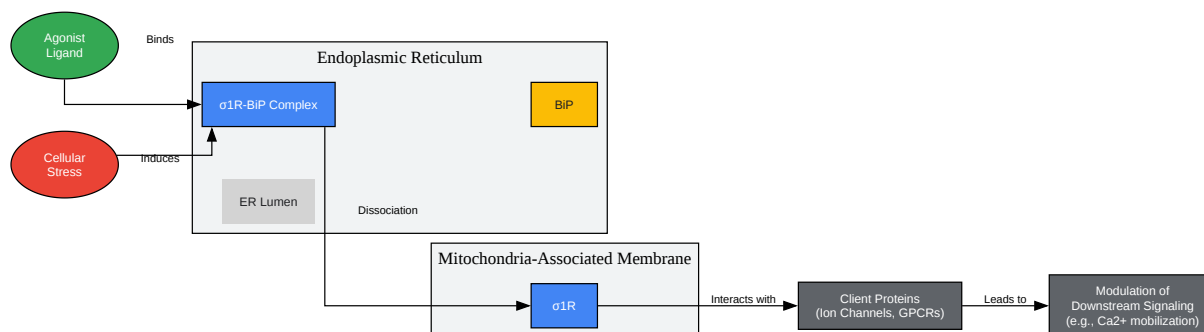 Agonist
Ligand
Binds
Endoplasmic Reticulum
σ1R-BiP Complex
BiP
Cellular
Stress
Induces
ER Lumen
Dissociation
Mitochondria-Associated Membrane
σ1R
Interacts with
Client Proteins
(Ion Channels, GPCRs)
Leads to
Modulation of
Downstream Signaling
(e.g., Ca2+ mobilization)